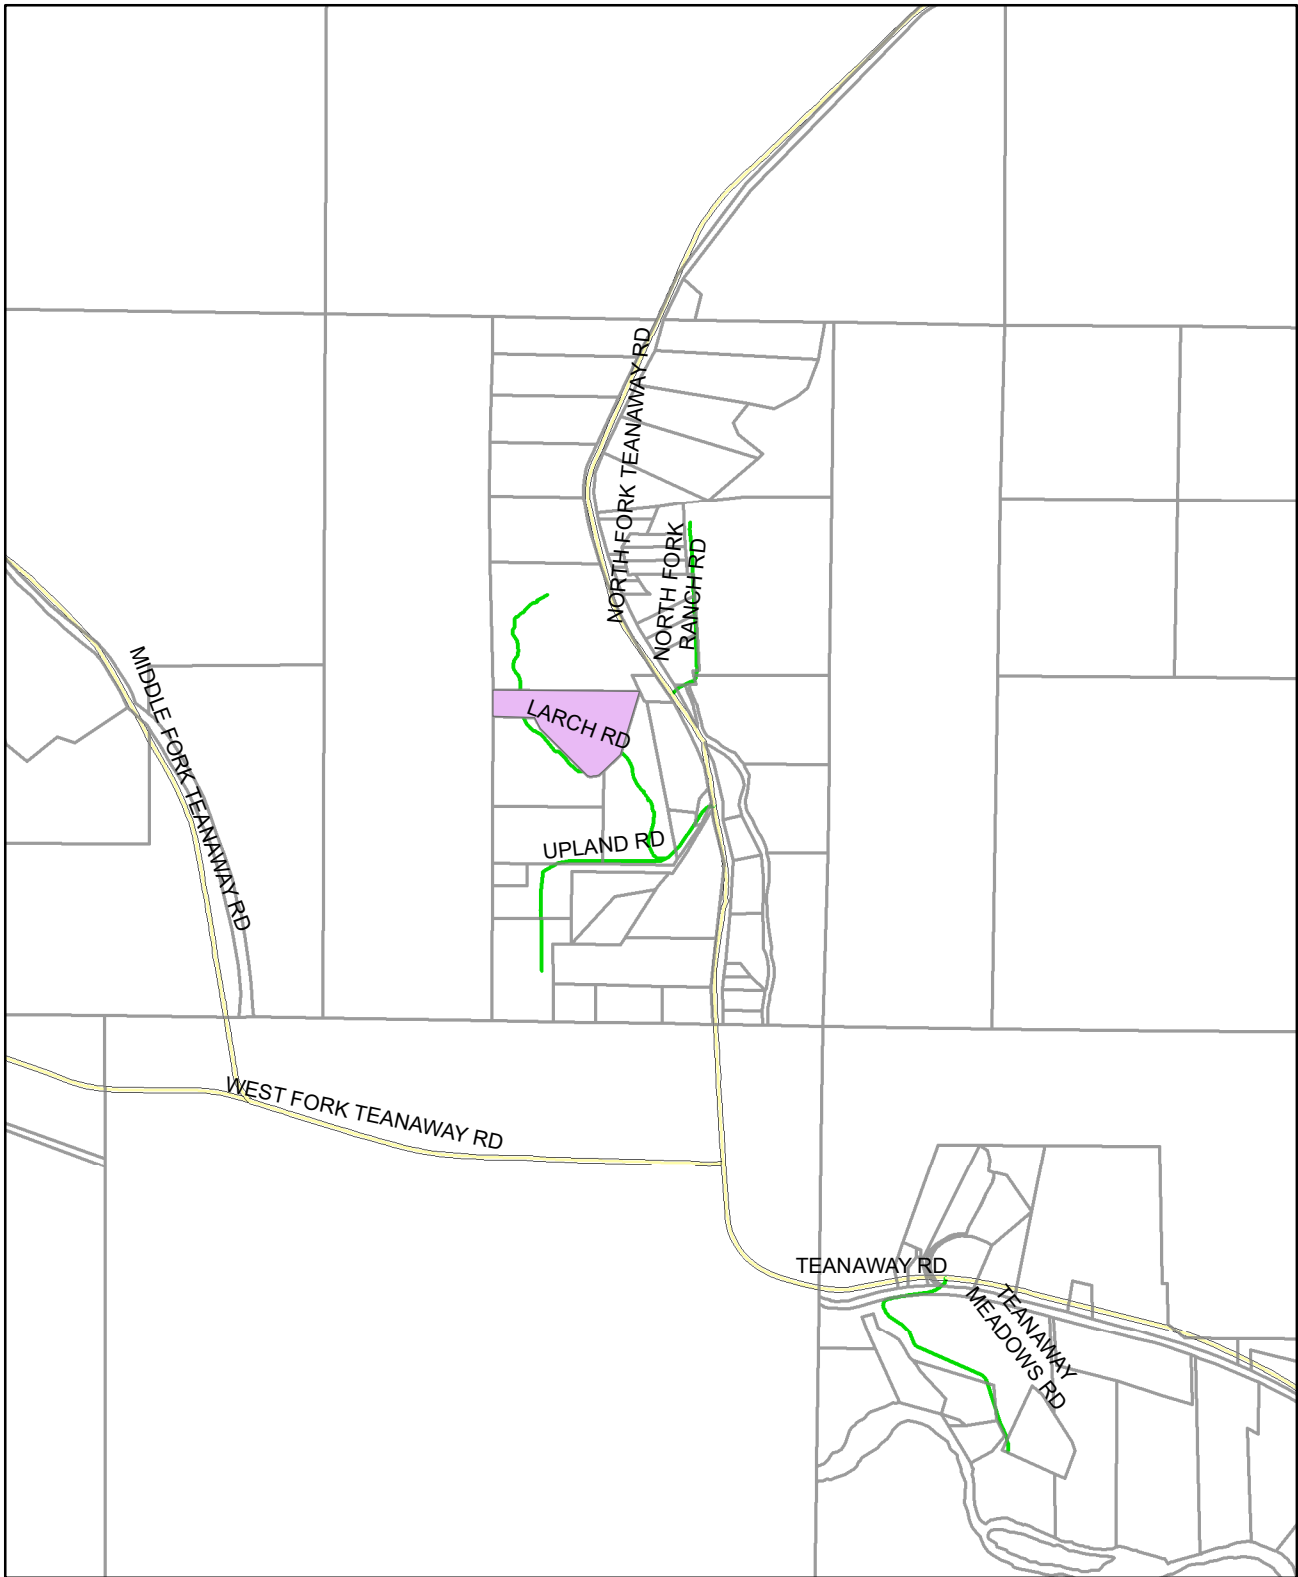 NORTH FORK TEANAWAY RD
NORTH FORK
RANCH RD
MIDDLE FORK TEANAWAY RD
LARCH RD
UPLAND RD
WEST FORK TEANAWAY RD
TEANAWAY RD
TEANAWAY
MEADOWS RD